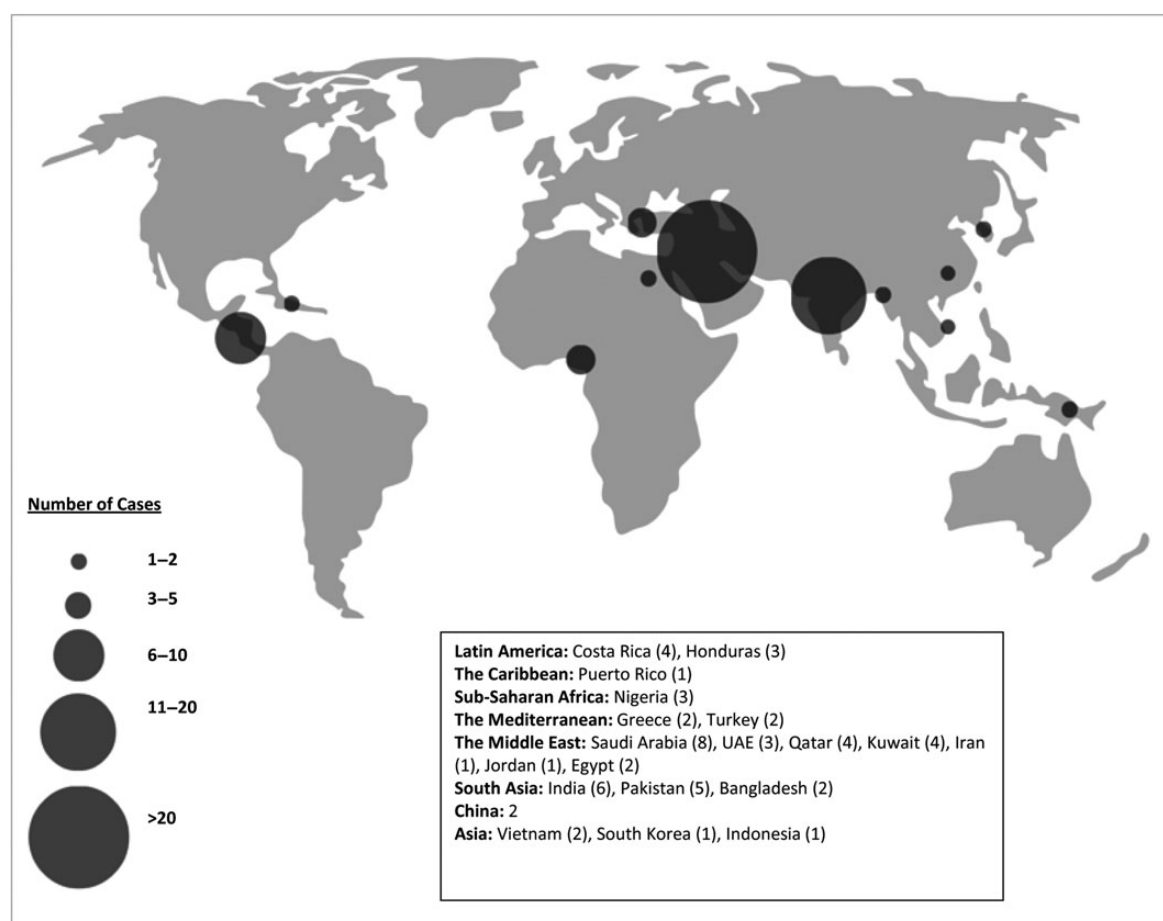 Number of Cases
1–2
3–5
6–10
11–20
>20
Latin America: Costa Rica (4), Honduras (3)
The Caribbean: Puerto Rico (1)
Sub-Saharan Africa: Nigeria (3)
The Mediterranean: Greece (2), Turkey (2)
The Middle East: Saudi Arabia (8), UAE (3), Qatar (4), Kuwait (4), Iran
(1), Jordan (1), Egypt (2)
South Asia: India (6), Pakistan (5), Bangladesh (2)
China: 2
Asia: Vietnam (2), South Korea (1), Indonesia (1)